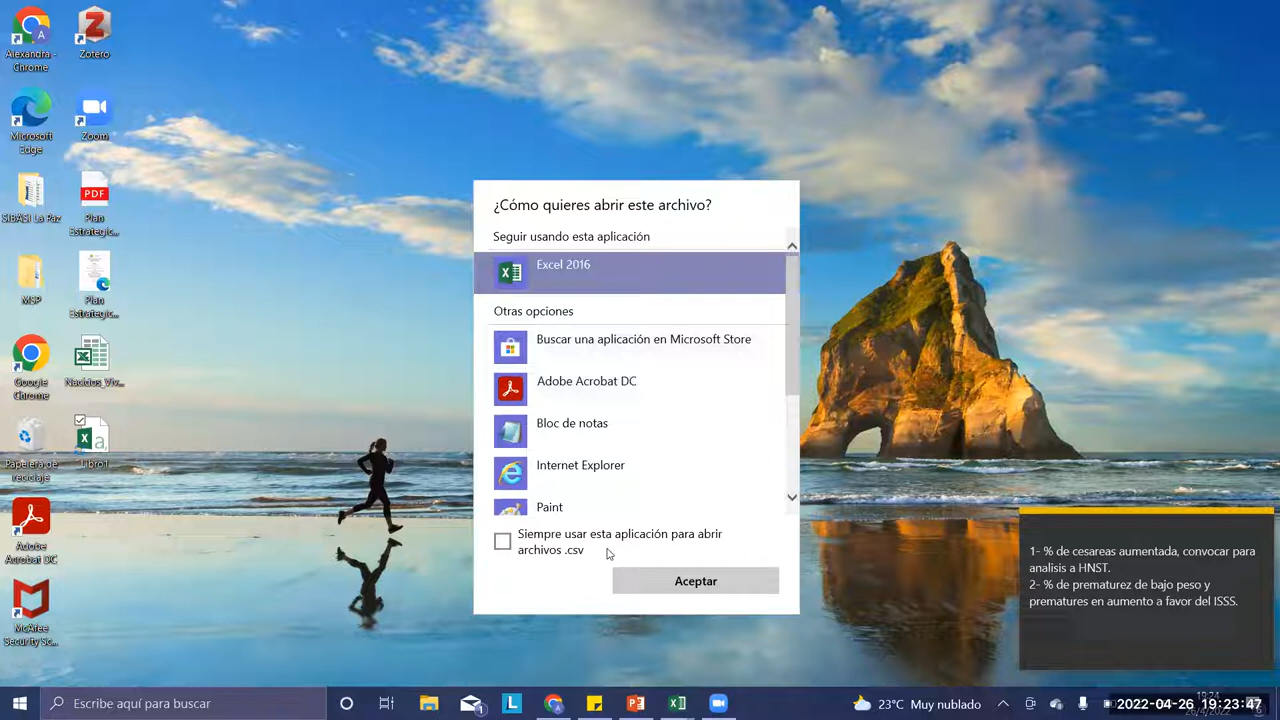 Alexandra -
Chrome
Zotero
Microsoft
Edge
Zoom
SIBASI La Paz
PDF
Plan
Estrategic...
MSP
Plan
Estrategic...
Google
Chrome
Nacidos_Viv...
Papelera de
reciclaje
Libro1
Adobe
Acrobat DC
McAfee
Security Sc...
¿Cómo quieres abrir este archivo?
Seguir usando esta aplicación
Excel 2016
Otras opciones
Buscar una aplicación en Microsoft Store
Adobe Acrobat DC
Bloc de notas
Internet Explorer
Paint
Siempre usar esta aplicación para abrir
archivos .csv
Aceptar
1- % de cesareas aumentada, convocar para
analisis a HNST.
2- % de prematurez de bajo peso y
prematures en aumento a favor del ISSS.
Escribe aquí para buscar
23°C Muy nublado
2022-04-26 19:23:47